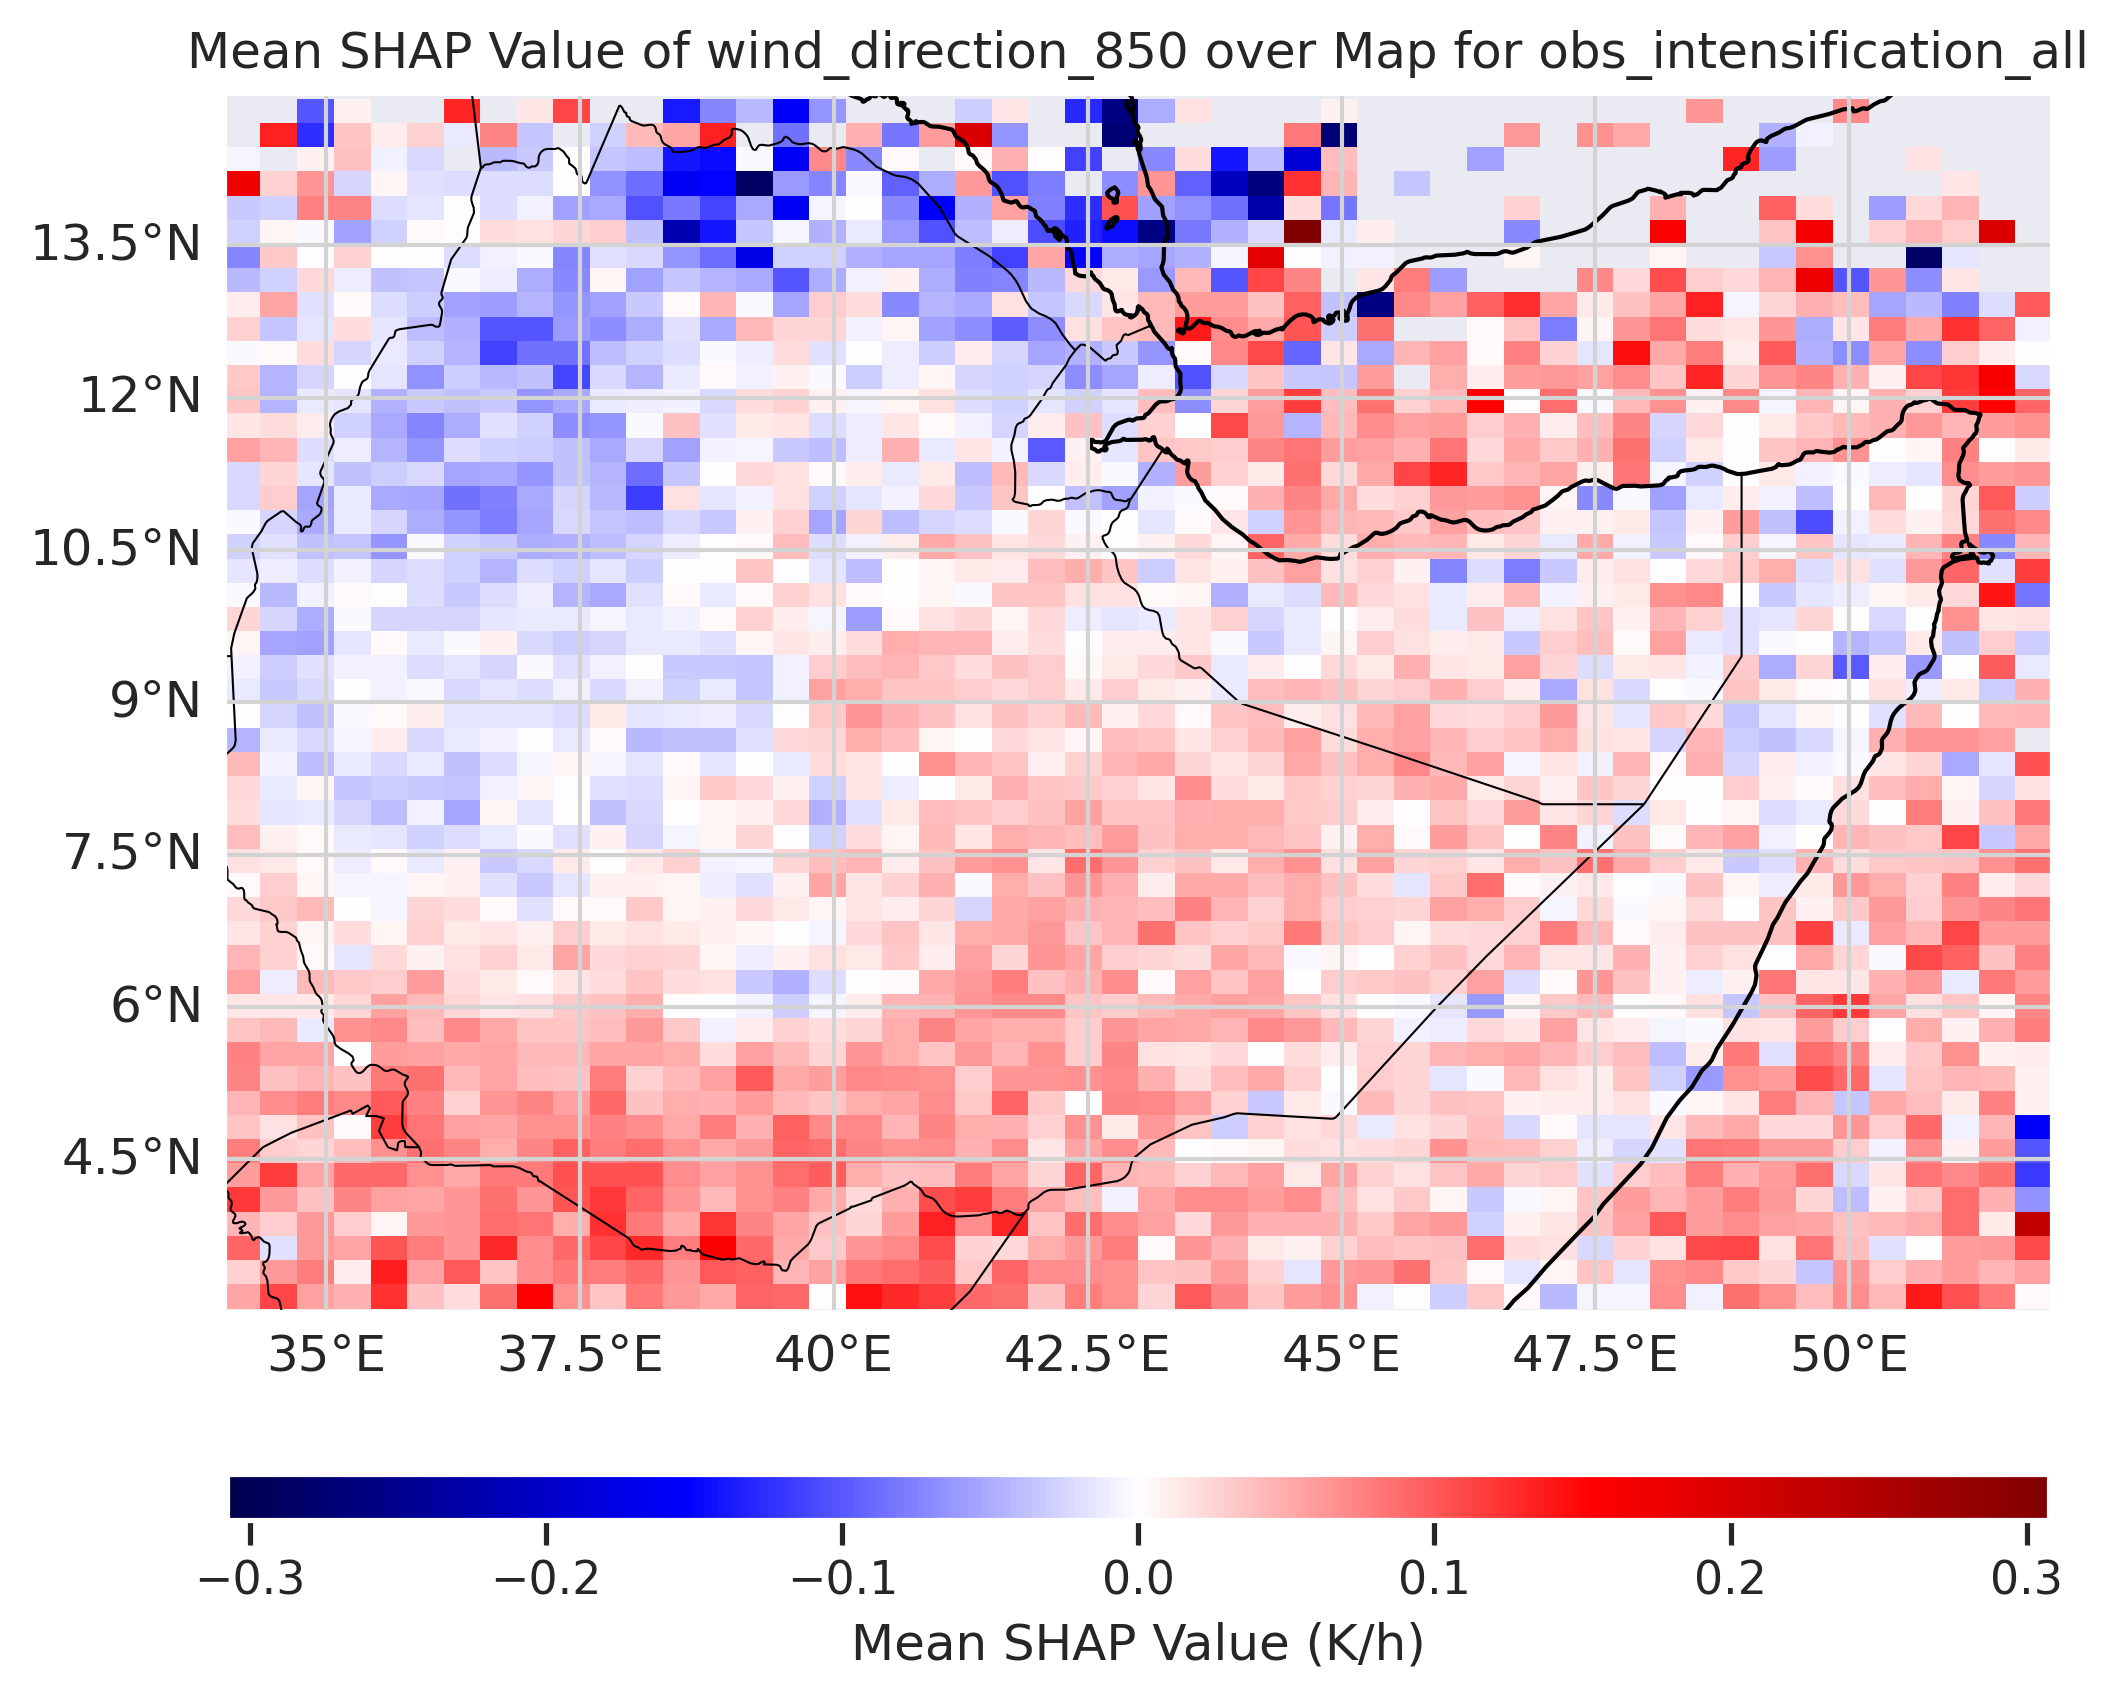 Mean SHAP Value of wind_direction_850 over Map for obs_intensification_all
13.5°N
12°N
10.5°N
9°N
7.5°N
6°N
4.5°N
35°E 37.5°E 40°E 42.5°E 45°E 47.5°E 50°E
−0.3 −0.2 −0.1 0.0 0.1 0.2 0.3
Mean SHAP Value (K/h)